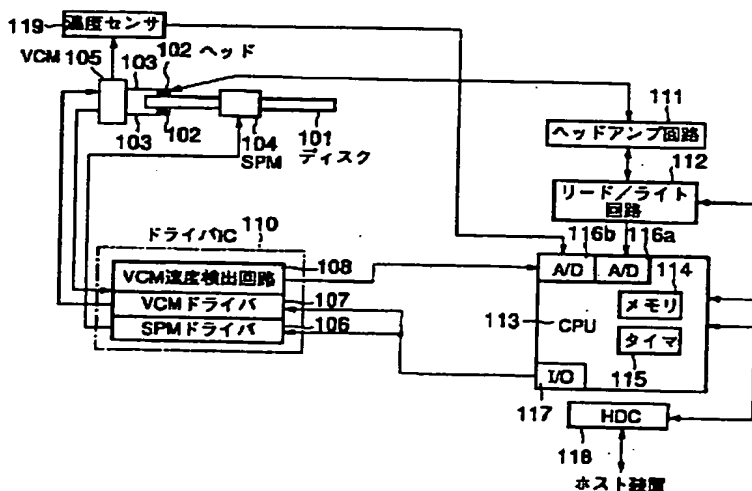 119
温度センサ
VCM 105
103
102 ヘッド
103
102
104
SPM
101
ディスク
111
ヘッドアンプ回路
112
リード／ライト
回路
ドライバIC
110
VCM速度検出回路
108
VCMドライバ
107
SPMドライバ
106
116b
116a
A/D
A/D
114
メモリ
113
CPU
タイマ
115
I/O
117
HDC
118
ホスト装置